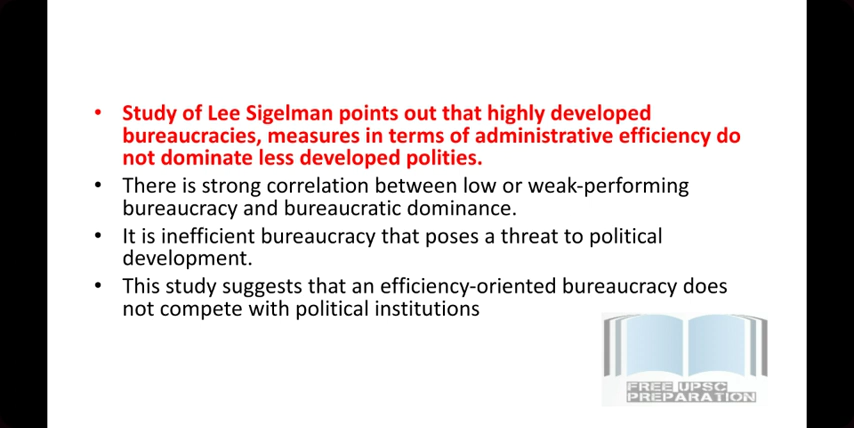 • Study of Lee Sigelman points out that highly developed
bureaucracies, measures in terms of administrative efficiency do
not dominate less developed polities.
• There is strong correlation between low or weak-performing
bureaucracy and bureaucratic dominance.
• It is inefficient bureaucracy that poses a threat to political
development.
• This study suggests that an efficiency-oriented bureaucracy does
not compete with political institutions
FREE UPSC
PREPARATION